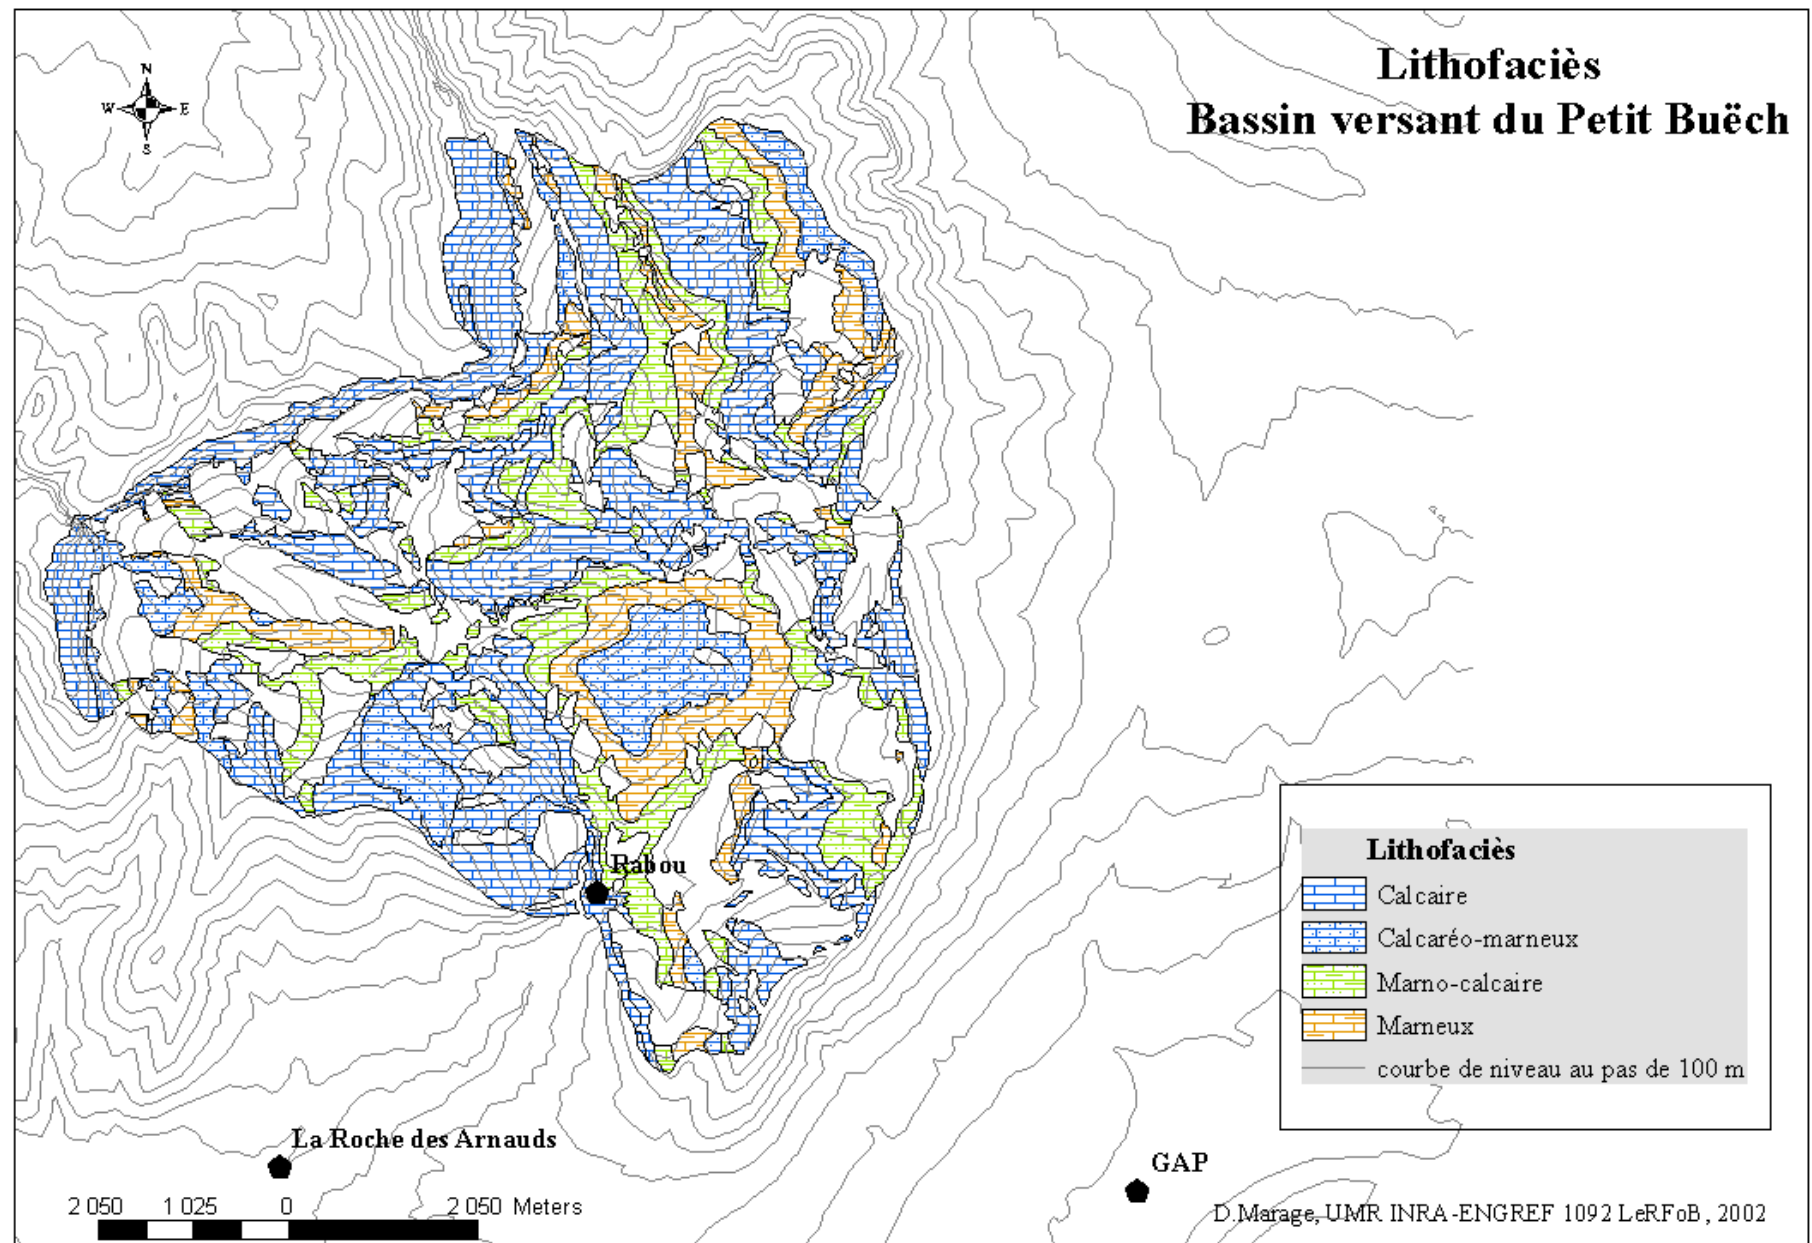 Lithofaciès
Bassin versant du Petit Buëch
N
W E
S
Rabou
Lithofaciès
Calcaire
Calcaréo-marneux
Marno-calcaire
Marneux
courbe de niveau au pas de 100 m
La Roche des Arnauds
GAP
2 050 1 025 0 2 050 Meters
D.Marage, UMR INRA-ENGREF 1092 LeRFoB, 2002